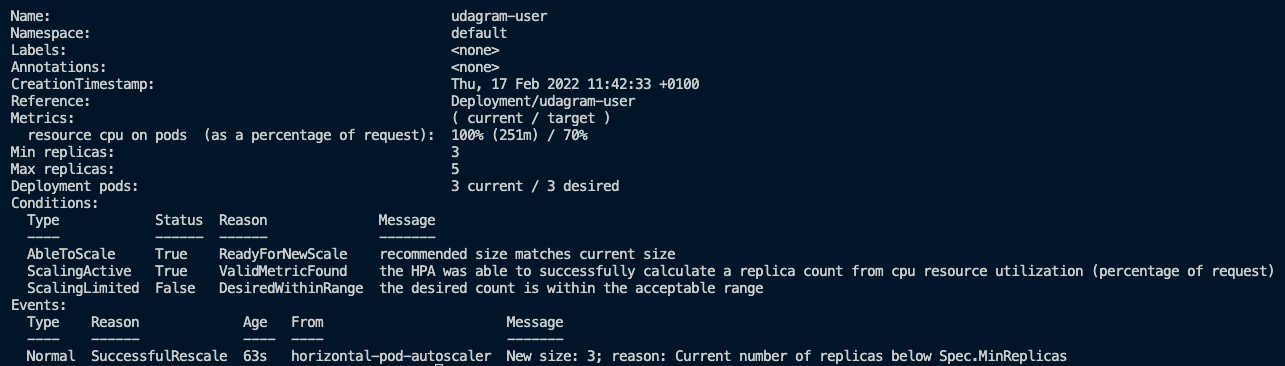 Name: udagram-user
Namespace: default
Labels: <none>
Annotations: <none>
CreationTimestamp: Thu, 17 Feb 2022 11:42:33 +0100
Reference: Deployment/udagram-user
Metrics: ( current / target )
resource cpu on pods (as a percentage of request): 100% (251m) / 70%
Min replicas: 3
Max replicas: 5
Deployment pods: 3 current / 3 desired
Conditions:
Type Status Reason Message
---- ------ ------ -------
AbleToScale True ReadyForNewScale recommended size matches current size
ScalingActive True ValidMetricFound the HPA was able to successfully calculate a replica count from cpu resource utilization (percentage of request)
ScalingLimited False DesiredWithinRange the desired count is within the acceptable range
Events:
Type Reason Age From Message
---- ------ ---- ---- -------
Normal SuccessfulRescale 63s horizontal-pod-autoscaler New size: 3; reason: Current number of replicas below Spec.MinReplicas